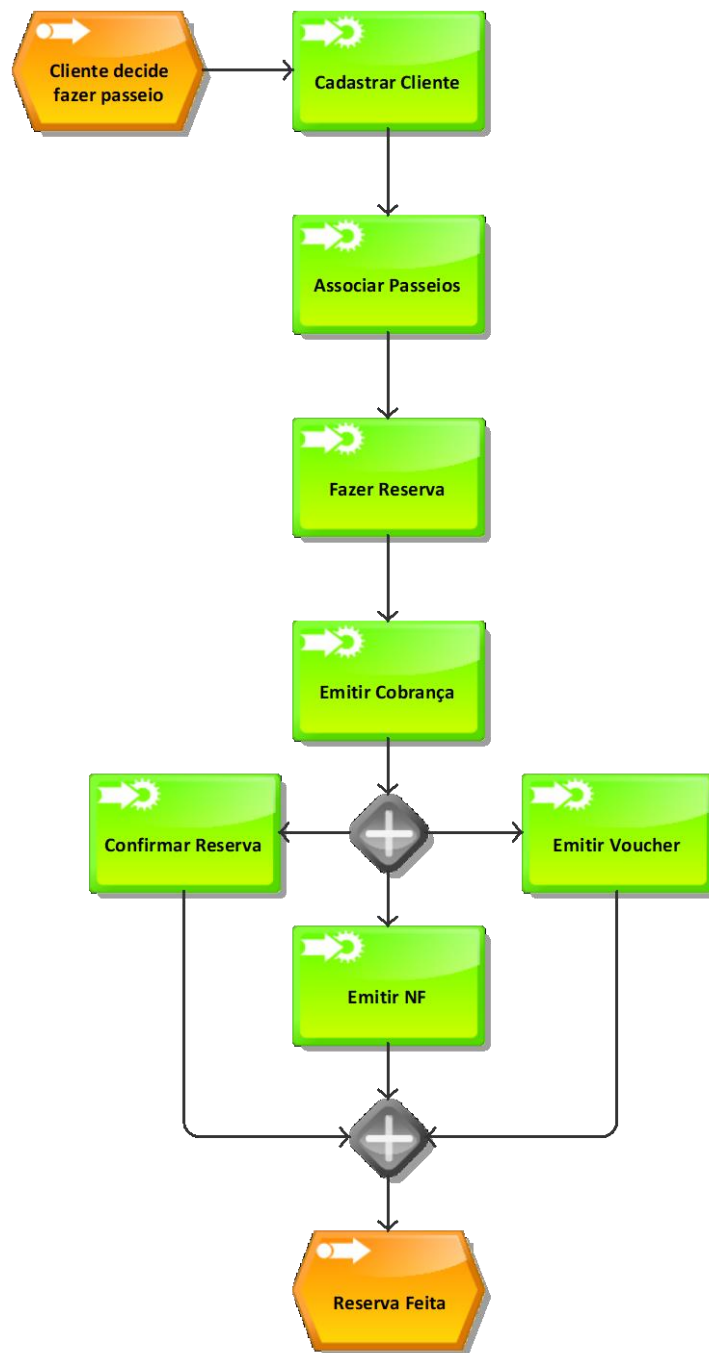 Cliente decide
fazer passeio
Cadastrar Cliente
Associar Passeios
Fazer Reserva
Emitir Cobrança
Confirmar Reserva
Emitir Voucher
Emitir NF
Reserva Feita